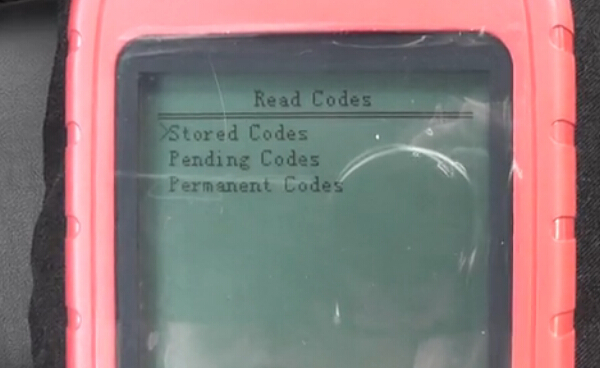 Read Codes
>Stored Codes
Pending Codes
Permanent Codes